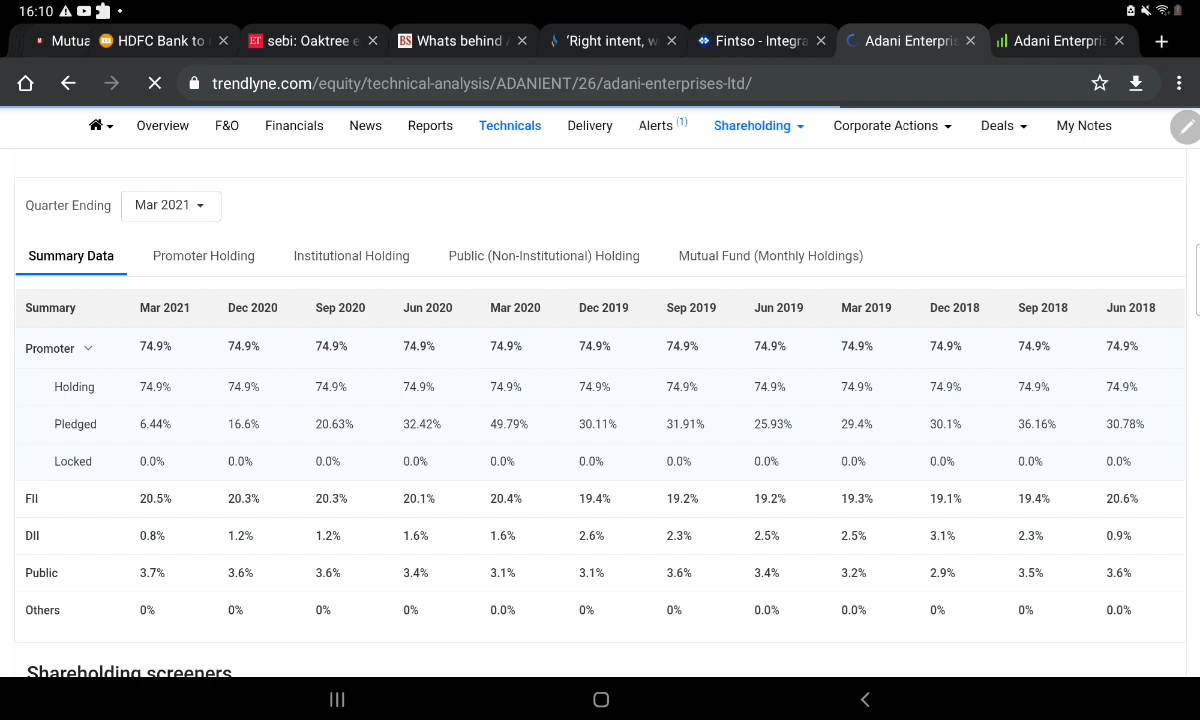 16:10
Mutua HDFC Bank to sebi: Oaktree e Whats behind 'Right intent, w Fintso - Integra Adani Enterpris Adani Enterpris
trendlyne.com/equity/technical-analysis/ADANIENT/26/adani-enterprises-ltd/
Overview F&O Financials News Reports Technicals Delivery Alerts (1) Shareholding Corporate Actions Deals My Notes
Quarter Ending Mar 2021
Summary Data Promoter Holding Institutional Holding Public (Non-Institutional) Holding Mutual Fund (Monthly Holdings)
Summary Mar 2021 Dec 2020 Sep 2020 Jun 2020 Mar 2020 Dec 2019 Sep 2019 Jun 2019 Mar 2019 Dec 2018 Sep 2018 Jun 2018
Promoter 74.9% 74.9% 74.9% 74.9% 74.9% 74.9% 74.9% 74.9% 74.9% 74.9% 74.9% 74.9%
Holding 74.9% 74.9% 74.9% 74.9% 74.9% 74.9% 74.9% 74.9% 74.9% 74.9% 74.9% 74.9%
Pledged 6.44% 16.6% 20.63% 32.42% 49.79% 30.11% 31.91% 25.93% 29.4% 30.1% 36.16% 30.78%
Locked 0.0% 0.0% 0.0% 0.0% 0.0% 0.0% 0.0% 0.0% 0.0% 0.0% 0.0% 0.0%
FII 20.5% 20.3% 20.3% 20.1% 20.4% 19.4% 19.2% 19.2% 19.3% 19.1% 19.4% 20.6%
DII 0.8% 1.2% 1.2% 1.6% 1.6% 2.6% 2.3% 2.5% 2.5% 3.1% 2.3% 0.9%
Public 3.7% 3.6% 3.6% 3.4% 3.1% 3.1% 3.6% 3.4% 3.2% 2.9% 3.5% 3.6%
Others 0% 0% 0% 0% 0.0% 0% 0% 0.0% 0.0% 0% 0% 0.0%
Shareholding screeners